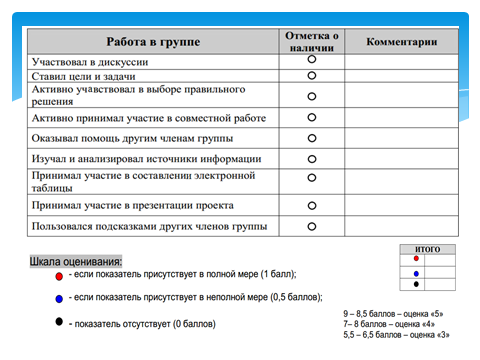 Работа в группе
Отметка о
наличии
Комментарии
Участвовал в дискуссии
Ставил цели и задачи
Активно учавствовал в выборе правильного
решения
Активно принимал участие в совместной работе
Оказывал помощь другим членам группы
Изучал и анализировал источники информации
Принимал участие в составлении электронной
таблицы
Принимал участие в презентации проекта
Пользовался подсказками других членов группы
ИТОГО
Шкала оценивания:
- если показатель присутствует в полной мере (1 балл);
- если показатель присутствует в неполной мере (0,5 баллов);
- показатель отсутствует (0 баллов)
9 – 8,5 баллов – оценка «5»
7– 8 баллов – оценка «4»
5,5 – 6,5 баллов – оценка «3»